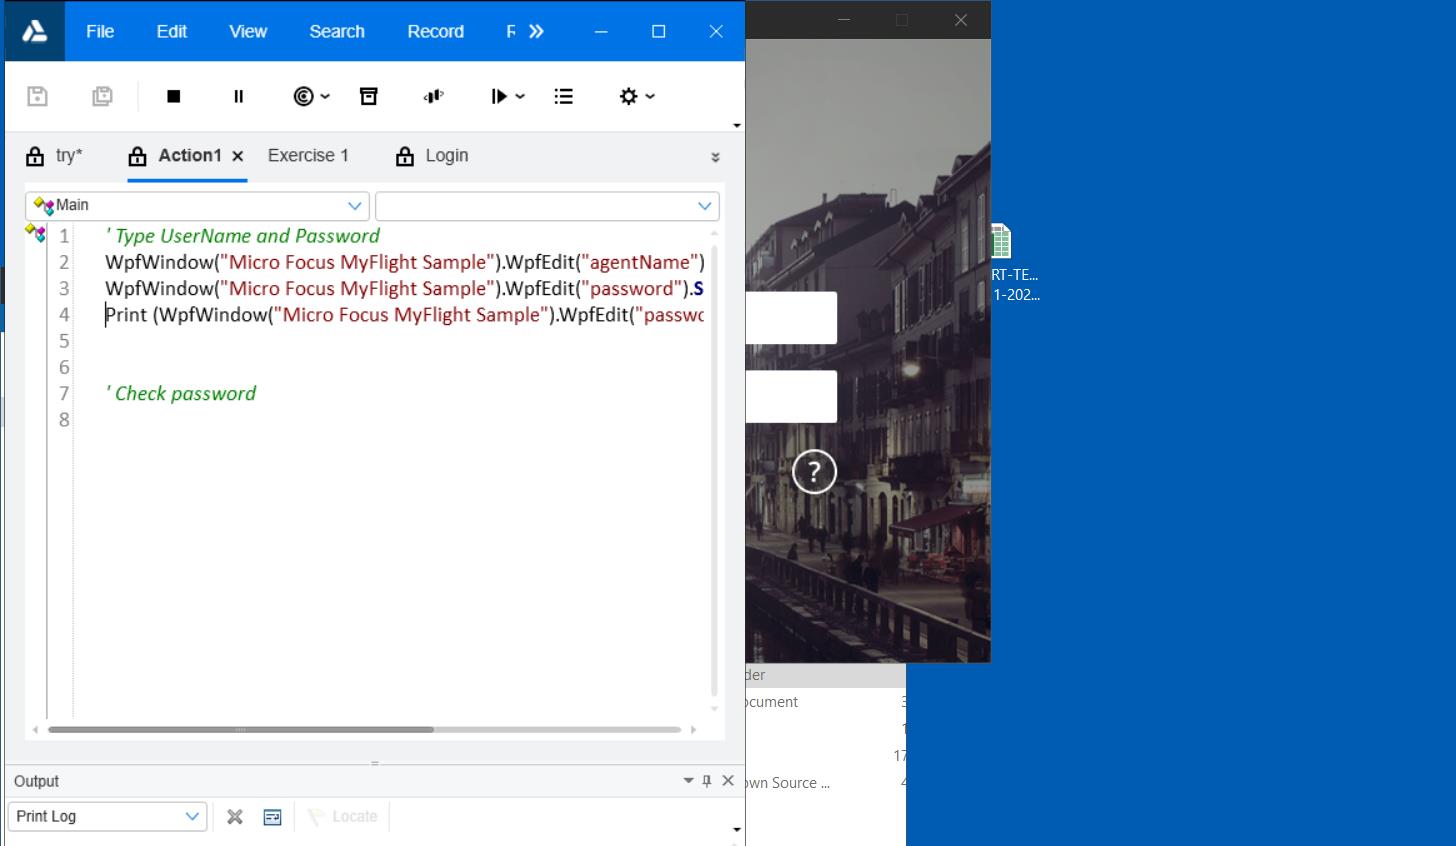 File Edit View Search Record
try* Action1 Exercise 1 Login
Main
1 ' Type UserName and Password
2 WpfWindow("Micro Focus MyFlight Sample").WpfEdit("agentName")
3 WpfWindow("Micro Focus MyFlight Sample").WpfEdit("password").S
4 Print (WpfWindow("Micro Focus MyFlight Sample").WpfEdit("passwo
5
6
7 ' Check password
8
Output
Print Log Locate
?
RT-TE...
1-202...
der
ocument 3
1
17
own Source ... 4